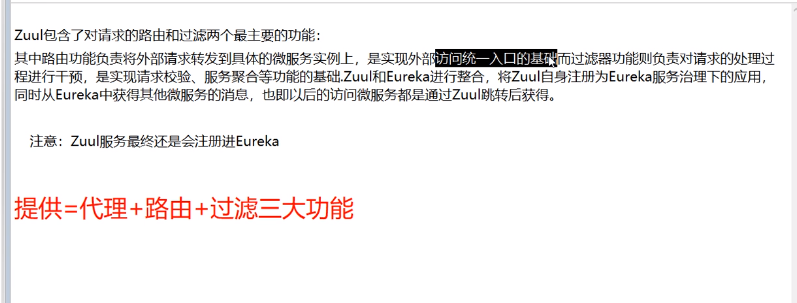 Zuul包含了对请求的路由和过滤两个最主要的功能：
其中路由功能负责将外部请求转发到具体的微服务实例上，是实现外部访问统一入口的基础而过滤器功能则负责对请求的处理过
程进行干预，是实现请求校验、服务聚合等功能的基础.Zuul和Eureka进行整合，将Zuul自身注册为Eureka服务治理下的应用，
同时从Eureka中获得其他微服务的消息，也即以后的访问微服务都是通过Zuul跳转后获得。
注意：Zuul服务最终还是会注册进Eureka
提供=代理+路由+过滤三大功能